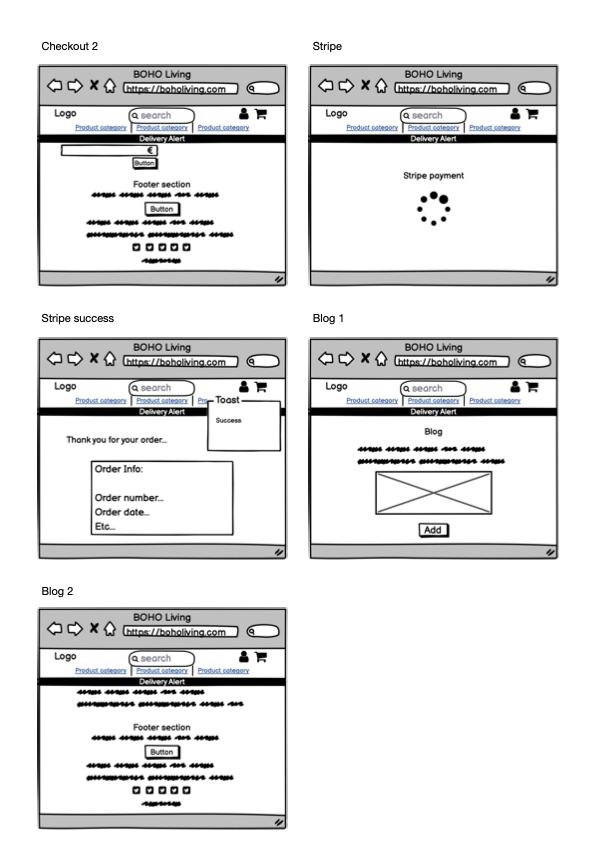 Checkout 2
BOHO Living
https://boholiving.com
Logo
search
Product category Product category Product category
Delivery Alert
€
Button
Footer section
Button
Stripe
BOHO Living
https://boholiving.com
Logo
search
Product category Product category Product category
Delivery Alert
Stripe payment
Stripe success
BOHO Living
https://boholiving.com
Logo
search
Product category Product category Pro
Delivery Alert
Toast
Success
Thank you for your order...
Order Info:
Order number...
Order date...
Etc...
Blog 1
BOHO Living
https://boholiving.com
Logo
search
Product category Product category Product category
Delivery Alert
Blog
Add
Blog 2
BOHO Living
https://boholiving.com
Logo
search
Product category Product category Product category
Delivery Alert
Footer section
Button